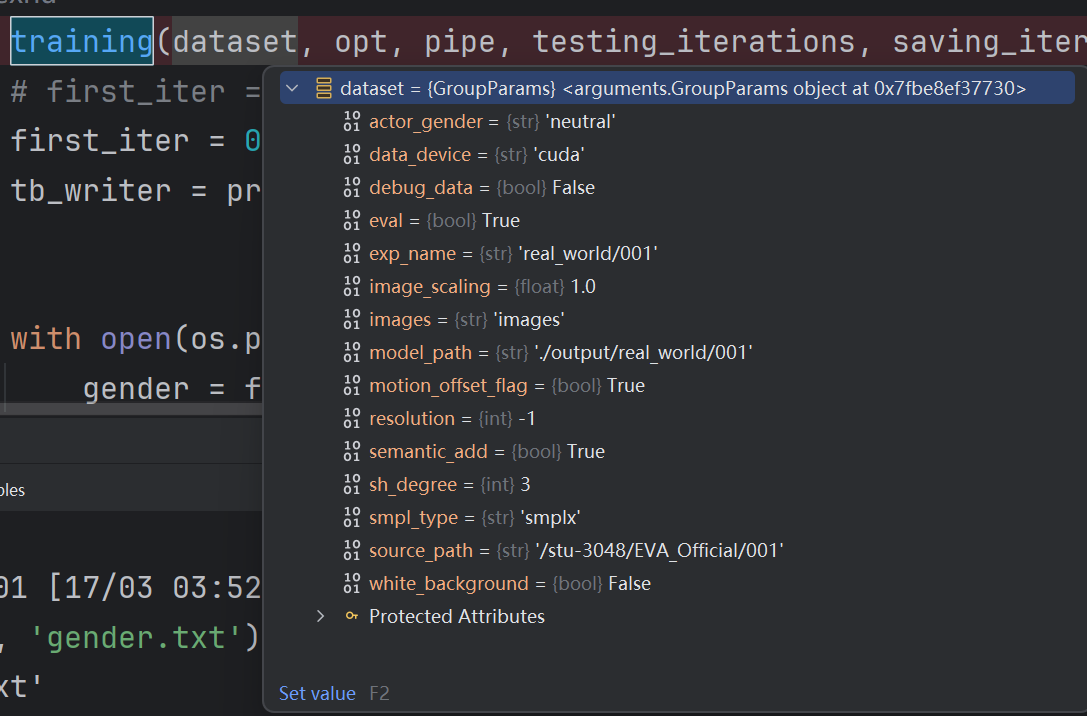 training(dataset, opt, pipe, testing_iterations, saving_iter
# first_iter =
first_iter = 0
tb_writer = pr
with open(os.p
gender = f
dataset = {GroupParams} <arguments.GroupParams object at 0x7fbe8ef37730>
actor_gender = {str} 'neutral'
data_device = {str} 'cuda'
debug_data = {bool} False
eval = {bool} True
exp_name = {str} 'real_world/001'
image_scaling = {float} 1.0
images = {str} 'images'
model_path = {str} './output/real_world/001'
motion_offset_flag = {bool} True
resolution = {int} -1
semantic_add = {bool} True
sh_degree = {int} 3
smpl_type = {str} 'smplx'
source_path = {str} '/stu-3048/EVA_Official/001'
white_background = {bool} False
Protected Attributes
Set value F2
bles
01 [17/03 03:52
, 'gender.txt')
xt'